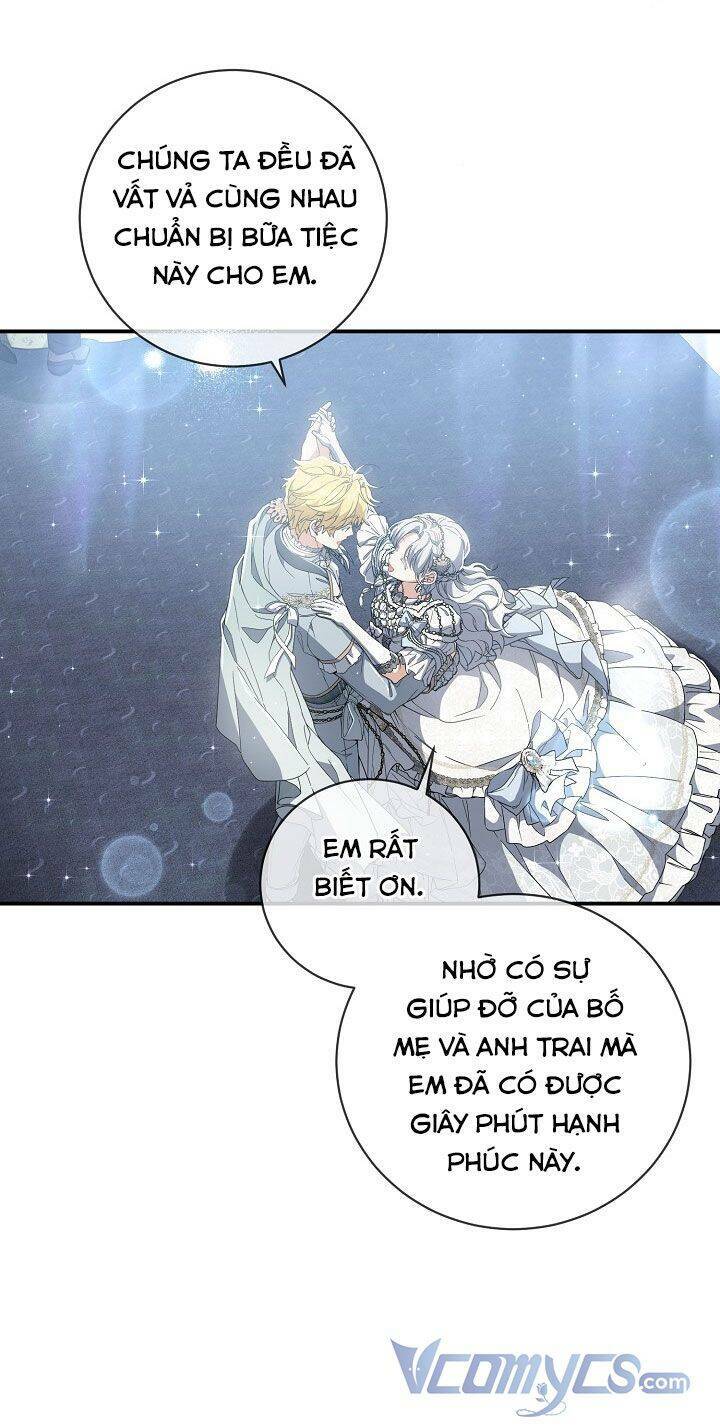 CHÚNG TA ĐỀU ĐÃ
VẤT VẢ CÙNG NHAU
CHUẨN BỊ BỮA TIỆC
NÀY CHO EM.
EM RẤT
BIẾT ƠN.
NHỜ CÓ SỰ
GIÚP ĐỠ CỦA BỐ
MẸ VÀ ANH TRAI MÀ
EM ĐÃ CÓ ĐƯỢC
GIÂY PHÚT HẠNH
PHÚC NÀY.
VCOMYCS.com